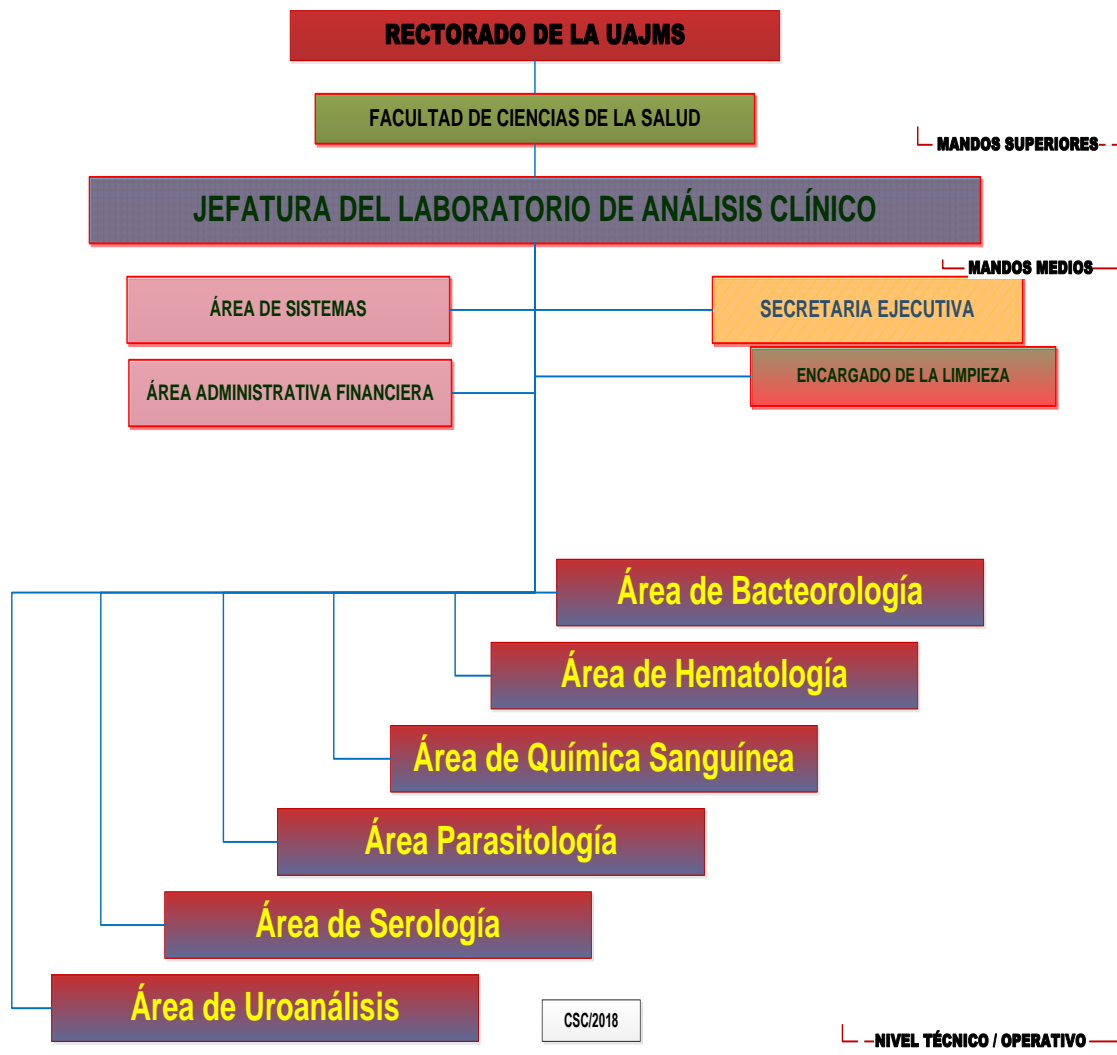 RECTORADO DE LA UAJMS
FACULTAD DE CIENCIAS DE LA SALUD
MANDOS SUPERIORES
JEFATURA DEL LABORATORIO DE ANÁLISIS CLÍNICO
MANDOS MEDIOS
ÁREA DE SISTEMAS
SECRETARIA EJECUTIVA
ÁREA ADMINISTRATIVA FINANCIERA
ENCARGADO DE LA LIMPIEZA
Área de Bacteorología
Área de Hematología
Área de Química Sanguínea
Área Parasitología
Área de Serología
Área de Uroanálisis
CSC/2018
NIVEL TÉCNICO / OPERATIVO